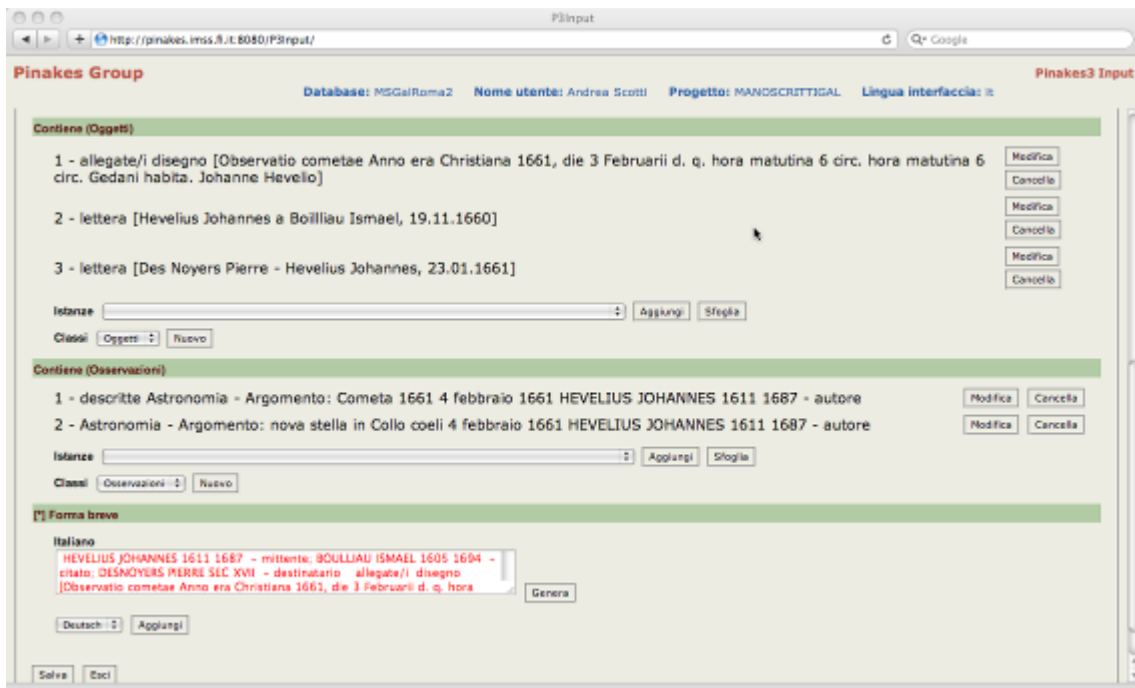 P3Input
http://pinakes.imss.fi.it:8080/P3Input/
Google
Pinakes Group
Pinakes3 Input
Database: MSGalRoma2 Nome utente: Andrea Scotti Progetto: MANOSCRITTIGAL Lingua interfaccia: it
Contiene (Oggetti)
1 - allegate/i disegno [Observatio cometae Anno era Christiana 1661, die 3 Februarii d. q. hora matutina 6 circ. hora matutina 6
circ. Gedani habita. Johanne Hevelio]
Modifica
Cancella
2 - lettera [Hevelius Johannes a Boilliau Ismael, 19.11.1660]
Modifica
Cancella
3 - lettera [Des Noyers Pierre - Hevelius Johannes, 23.01.1661]
Modifica
Cancella
Istanze Aggiungi Sfoglia
Classi Oggetti Nuovo
Contiene (Osservazioni)
1 - descritte Astronomia - Argomento: Cometa 1661 4 febbraio 1661 HEVELIUS JOHANNES 1611 1687 - autore Modifica Cancella
2 - Astronomia - Argomento: nova stella in Collo coeli 4 febbraio 1661 HEVELIUS JOHANNES 1611 1687 - autore Modifica Cancella
Istanze Aggiungi Sfoglia
Classi Osservazioni Nuovo
[*] Forma breve
Italiano
HEVELIUS JOHANNES 1611 1687 - mittente; BOULLIAU ISMAEL 1605 1694 -
citato; DESNOYERS PIERRE SEC XVII - destinatario allegate/i disegno
[Observatio cometae Anno era Christiana 1661, die 3 Februarii d. q. hora
Genera
Deutsch Aggiungi
Salva Esci